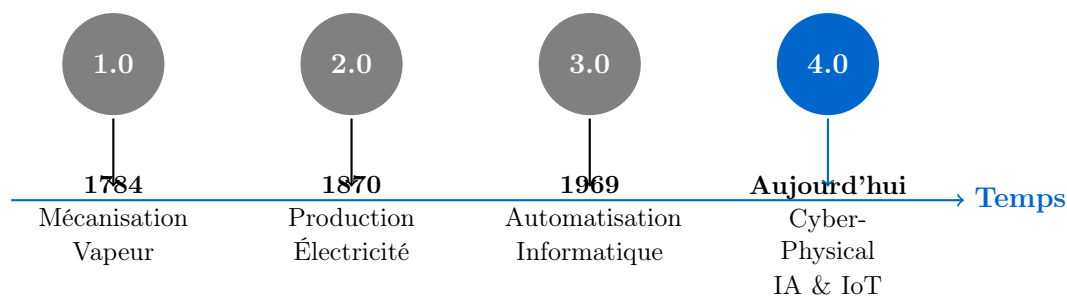 1.0
2.0
3.0
4.0
1784
1870
1969
Aujourd'hui
Temps
Mécanisation
Vapeur
Production
Électricité
Automatisation
Informatique
Cyber-
Physical
IA & IoT